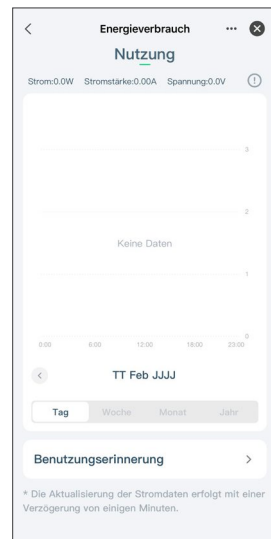 Energieverbrauch
Nutzung
Strom:0.0W Stromstärke:0.00A Spannung:0.0V
3
2
Keine Daten
1
0
0:00 6:00 12:00 18:00 23:00
TT Feb JJJJ
Tag Woche Monat Jahr
Benutzungserinnerung
* Die Aktualisierung der Stromdaten erfolgt mit einer
Verzögerung von einigen Minuten.